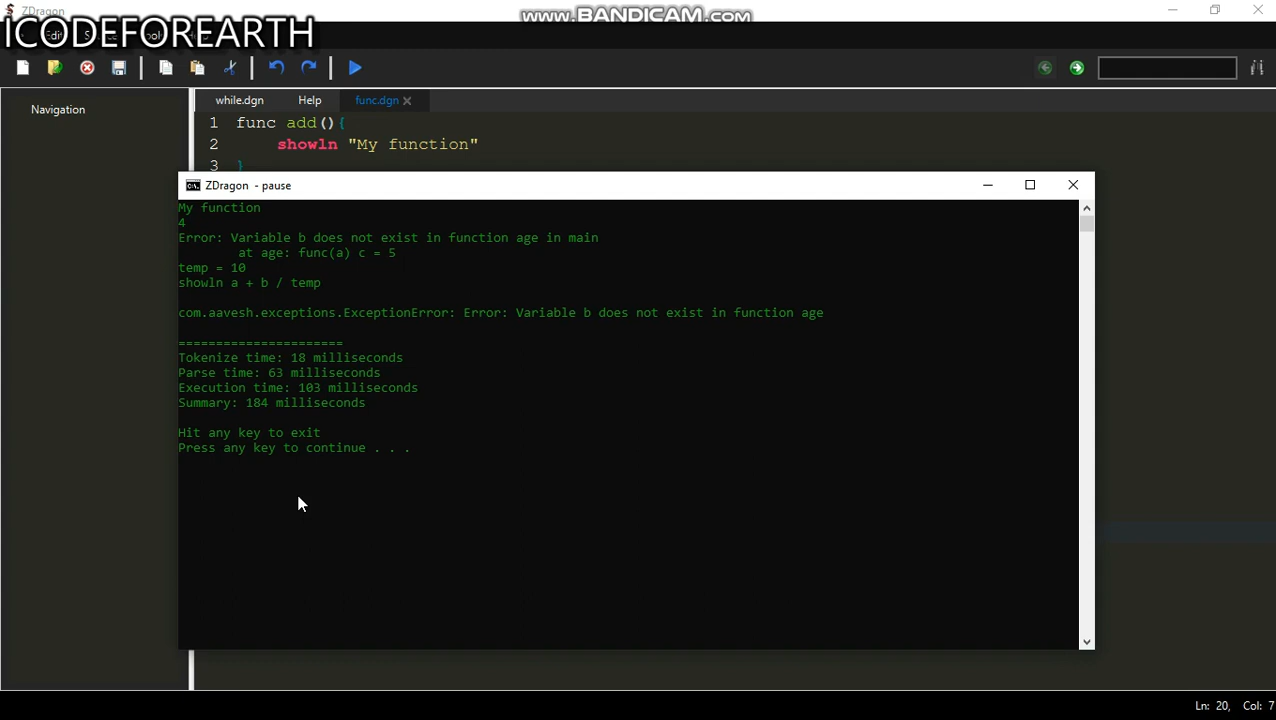 ZDragon
www.BANDICAM.com
ICODEFOREARTH
Navigation
while.dgn Help func.dgn
1 func add(){
2 showln "My function"
3 }
ZDragon - pause
My function
4
Error: Variable b does not exist in function age in main
at age: func(a) c = 5
temp = 10
showln a + b / temp
com.aavesh.exceptions.ExceptionError: Error: Variable b does not exist in function age
======================
Tokenize time: 18 milliseconds
Parse time: 63 milliseconds
Execution time: 103 milliseconds
Summary: 184 milliseconds
Hit any key to exit
Press any key to continue . . .
Ln: 20, Col: 7